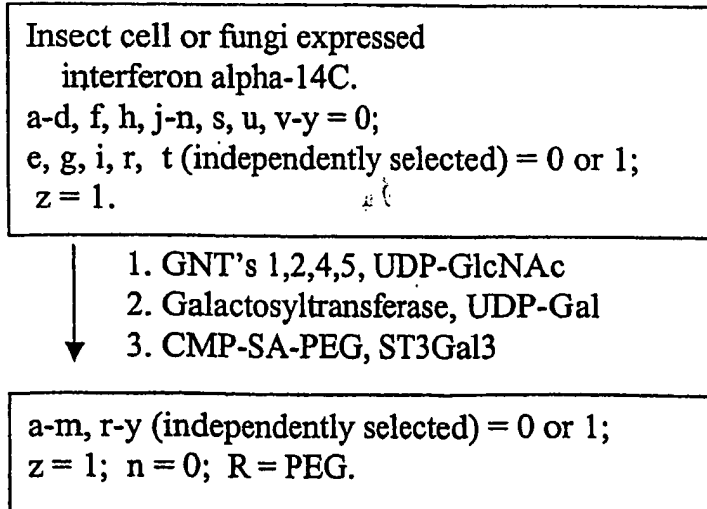 Insect cell or fungi expressed
interferon alpha-14C.
a-d, f, h, j-n, s, u, v-y = 0;
e, g, i, r, t (independently selected) = 0 or 1;
z = 1.
1. GNT's 1,2,4,5, UDP-GlcNAc
2. Galactosyltransferase, UDP-Gal
3. CMP-SA-PEG, ST3Gal3
a-m, r-y (independently selected) = 0 or 1;
z = 1; n = 0; R = PEG.